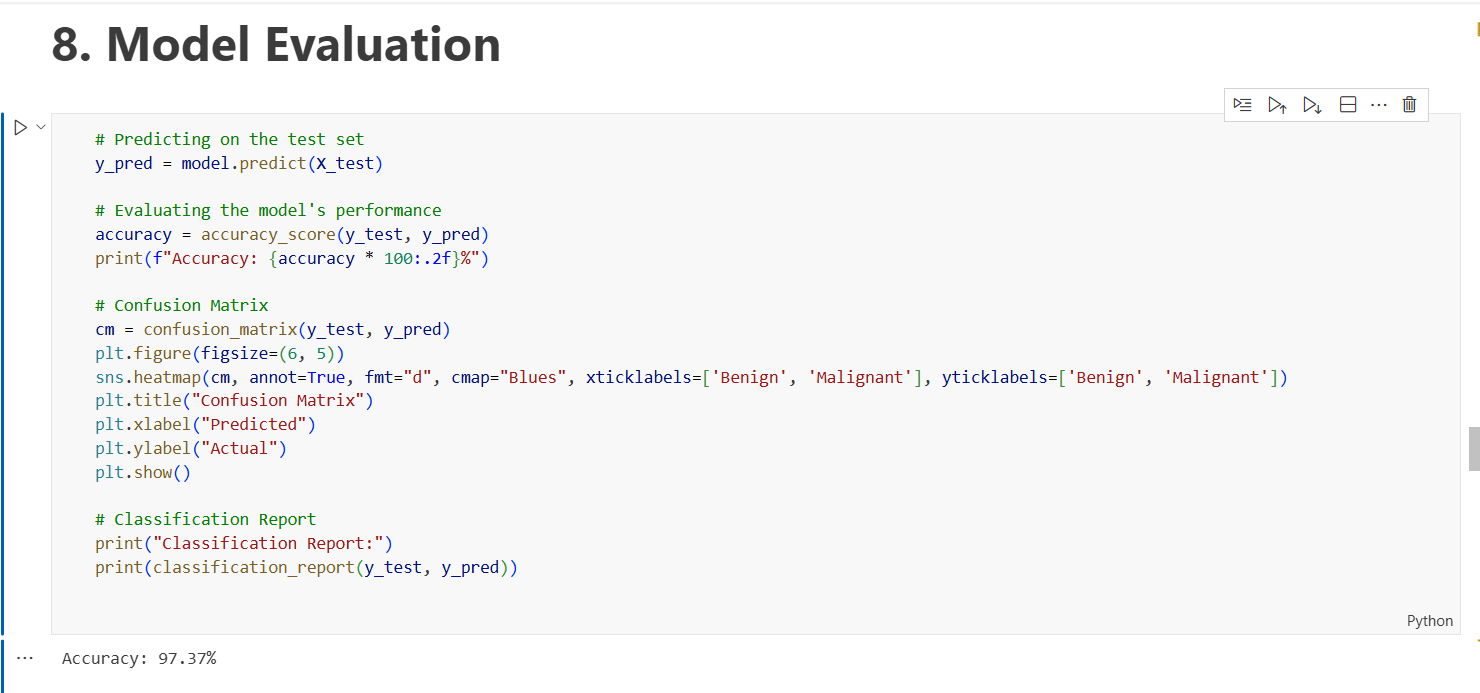 8. Model Evaluation
# Predicting on the test set
y_pred = model.predict(X_test)
# Evaluating the model's performance
accuracy = accuracy_score(y_test, y_pred)
print(f"Accuracy: {accuracy * 100:.2f}%")
# Confusion Matrix
cm = confusion_matrix(y_test, y_pred)
plt.figure(figsize=(6, 5))
sns.heatmap(cm, annot=True, fmt="d", cmap="Blues", xticklabels=['Benign', 'Malignant'], yticklabels=['Benign', 'Malignant'])
plt.title("Confusion Matrix")
plt.xlabel("Predicted")
plt.ylabel("Actual")
plt.show()
# Classification Report
print("Classification Report:")
print(classification_report(y_test, y_pred))
Python
Accuracy: 97.37%